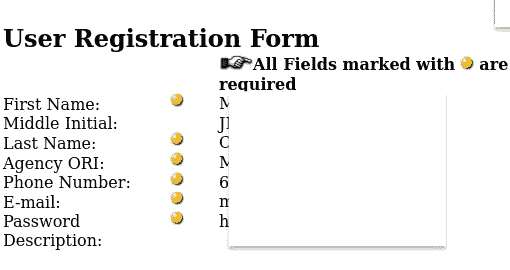 User Registration Form
All Fields marked with are
required
First Name:
Middle Initial:
Last Name:
Agency ORI:
Phone Number:
E-mail:
Password
Description: